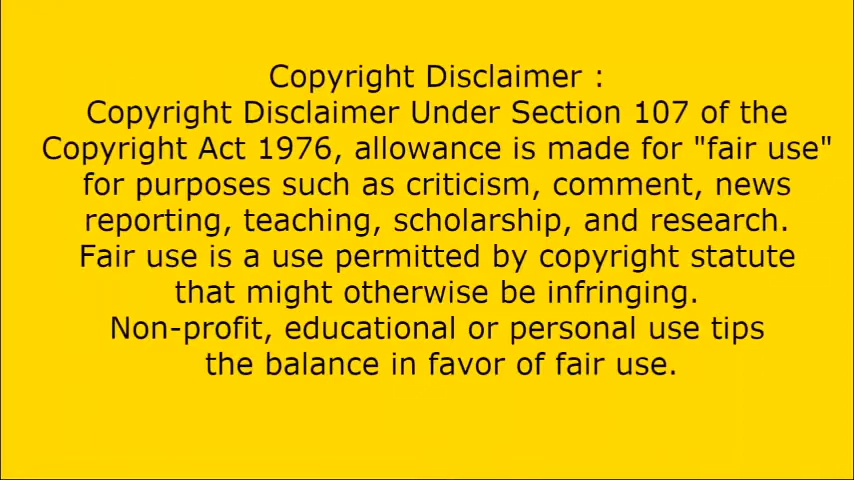 Copyright Disclaimer :
Copyright Disclaimer Under Section 107 of the
Copyright Act 1976, allowance is made for "fair use"
for purposes such as criticism, comment, news
reporting, teaching, scholarship, and research.
Fair use is a use permitted by copyright statute
that might otherwise be infringing.
Non-profit, educational or personal use tips
the balance in favor of fair use.